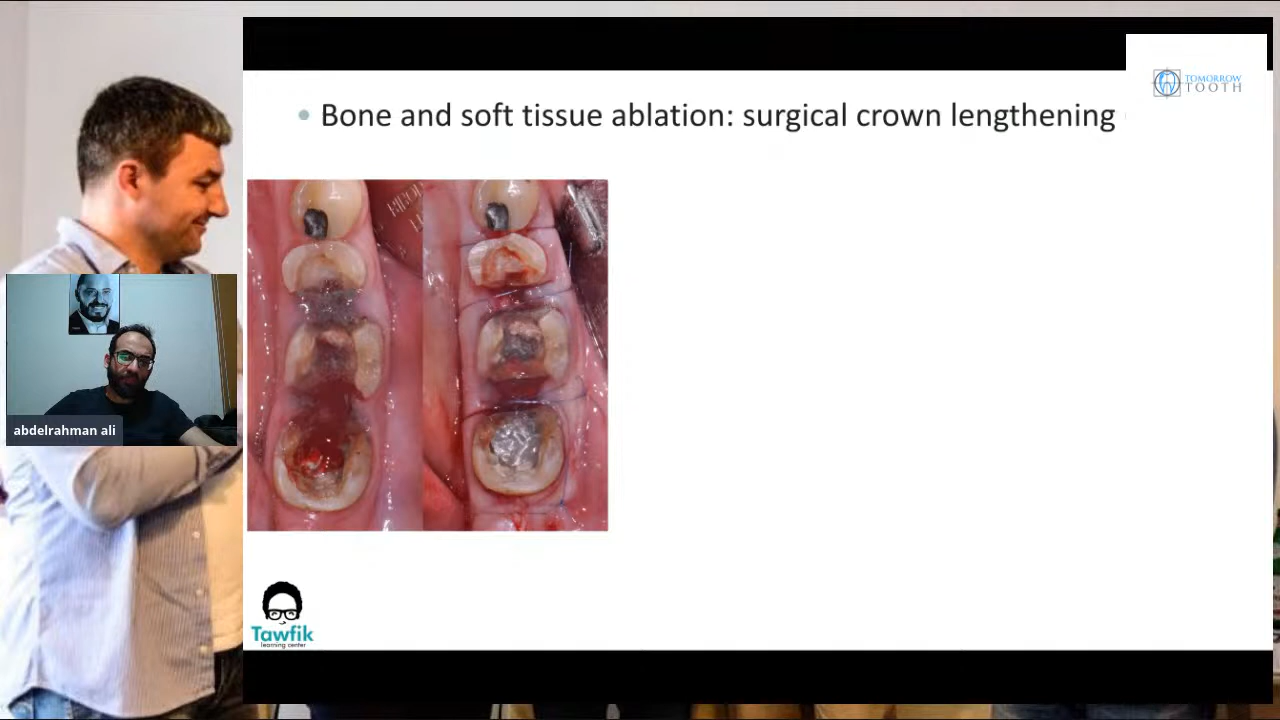 • Bone and soft tissue ablation: surgical crown lengthening
TOMORROW
TOOTH
abdelrahman ali
Tawfik
learning center